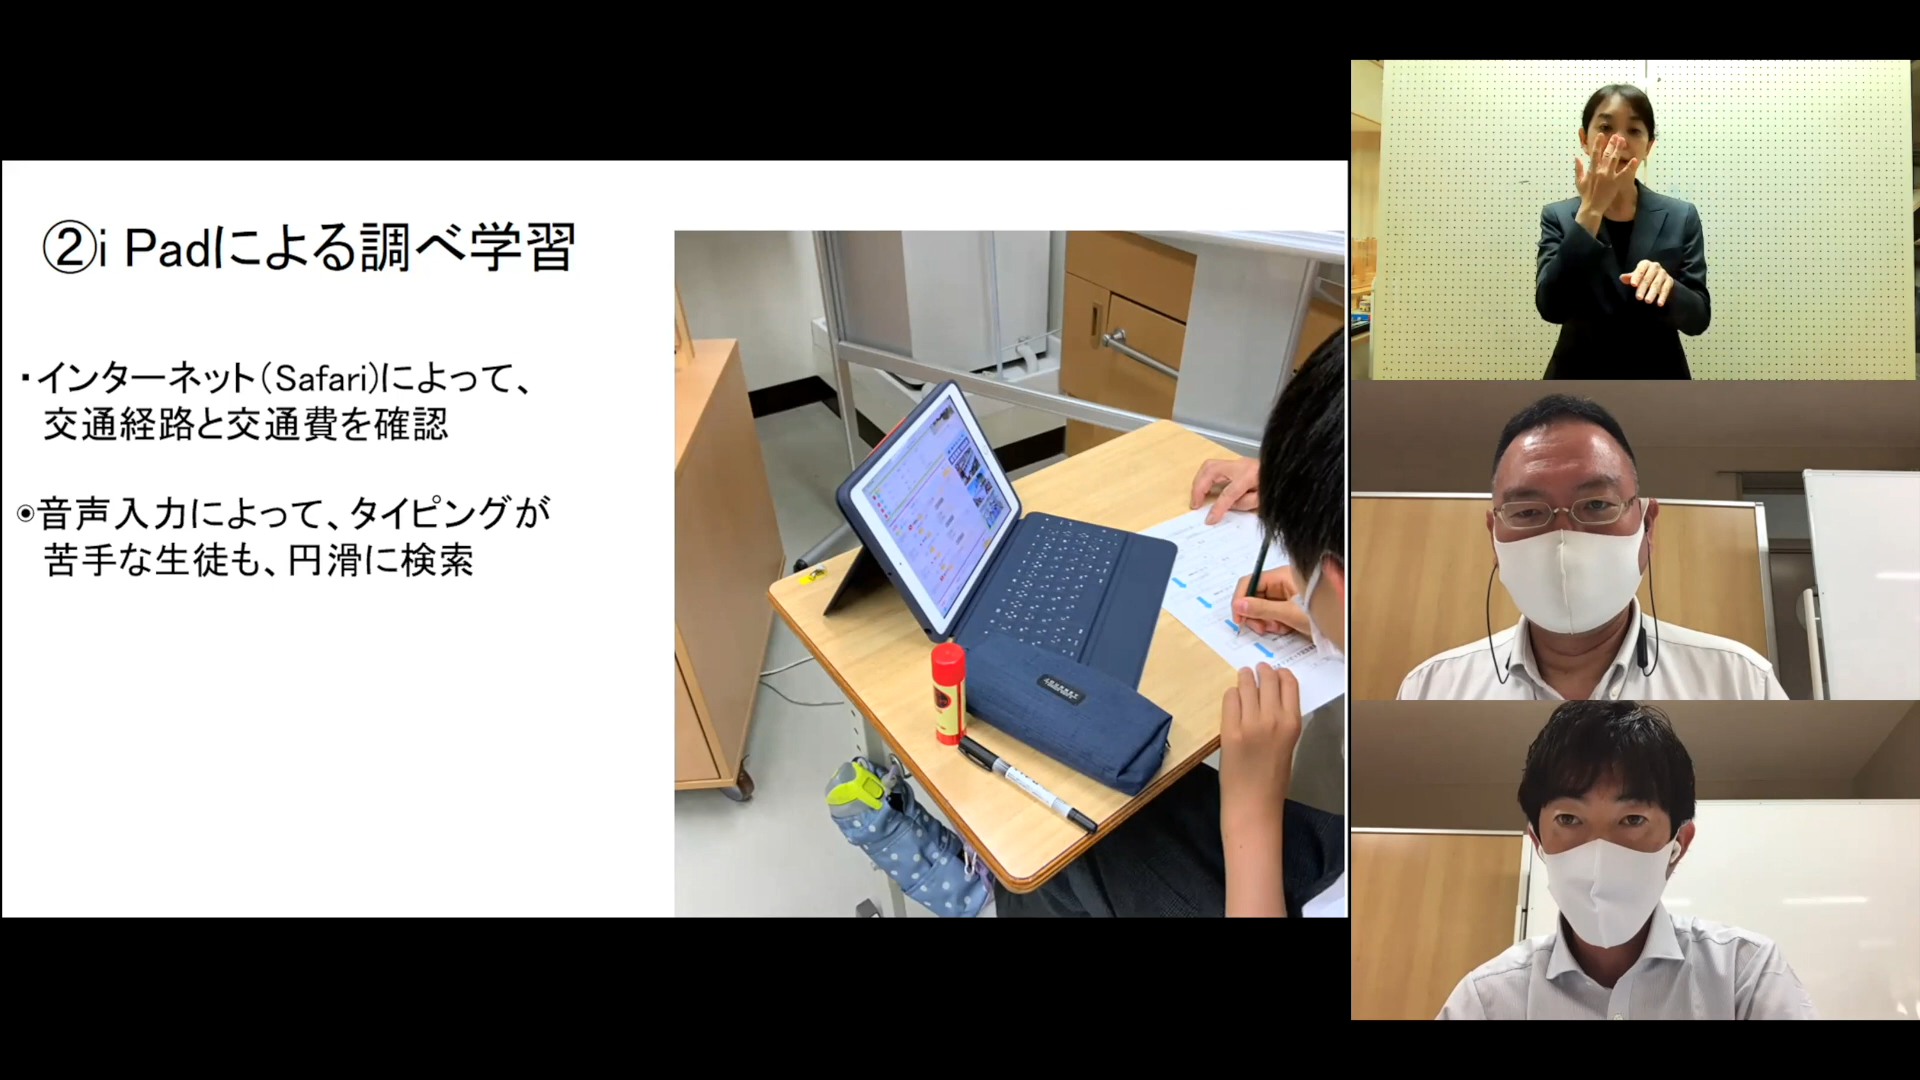 ②i Padによる調べ学習
・インターネット（Safari)によって、
交通経路と交通費を確認
◉音声入力によって、タイピングが
苦手な生徒も、円滑に検索